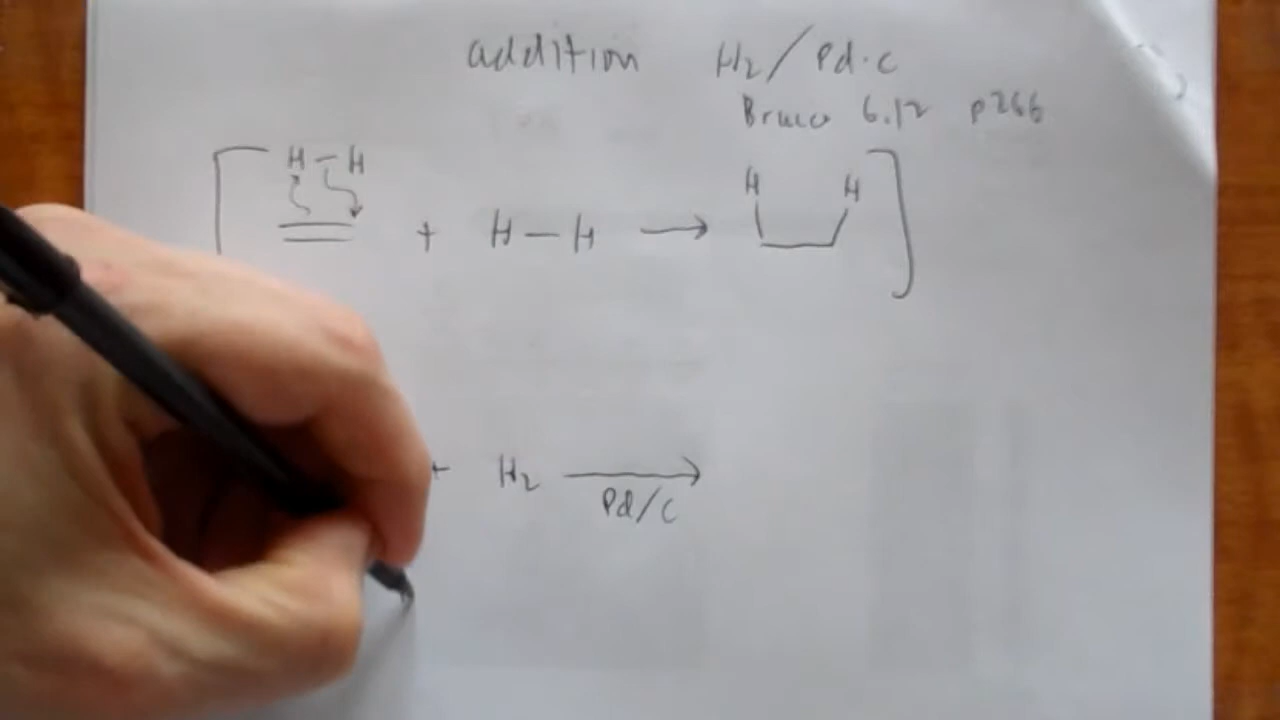 addition H₂/Pd·C
Bruce 6.12 p266
H–H
H H
+ H–H →
+ H₂ →
Pd/C